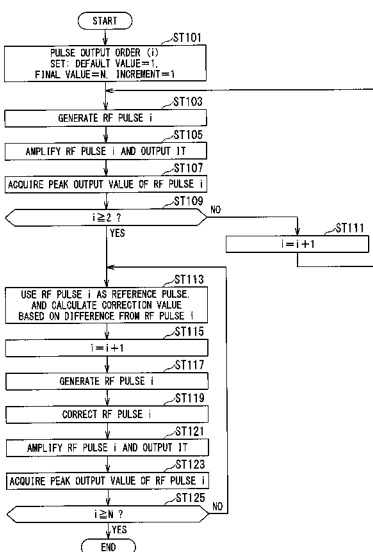 START
ST101
PULSE OUTPUT ORDER (i)
SET: DEFAULT VALUE=1,
FINAL VALUE=N, INCREMENT=1
ST103
GENERATE RF PULSE i
ST105
AMPLIFY RF PULSE i AND OUTPUT IT
ST107
ACQUIRE PEAK OUTPUT VALUE OF RF PULSE i
ST109
i≧2 ?
NO
YES
ST111
i=i+1
ST113
USE RF PULSE i AS REFERENCE PULSE,
AND CALCULATE CORRECTION VALUE
BASED ON DIFFERENCE FROM RF PULSE i
ST115
i=i+1
ST117
GENERATE RF PULSE i
ST119
CORRECT RF PULSE i
ST121
AMPLIFY RF PULSE i AND OUTPUT IT
ST123
ACQUIRE PEAK OUTPUT VALUE OF RF PULSE i
ST125
i≧N ?
NO
YES
END